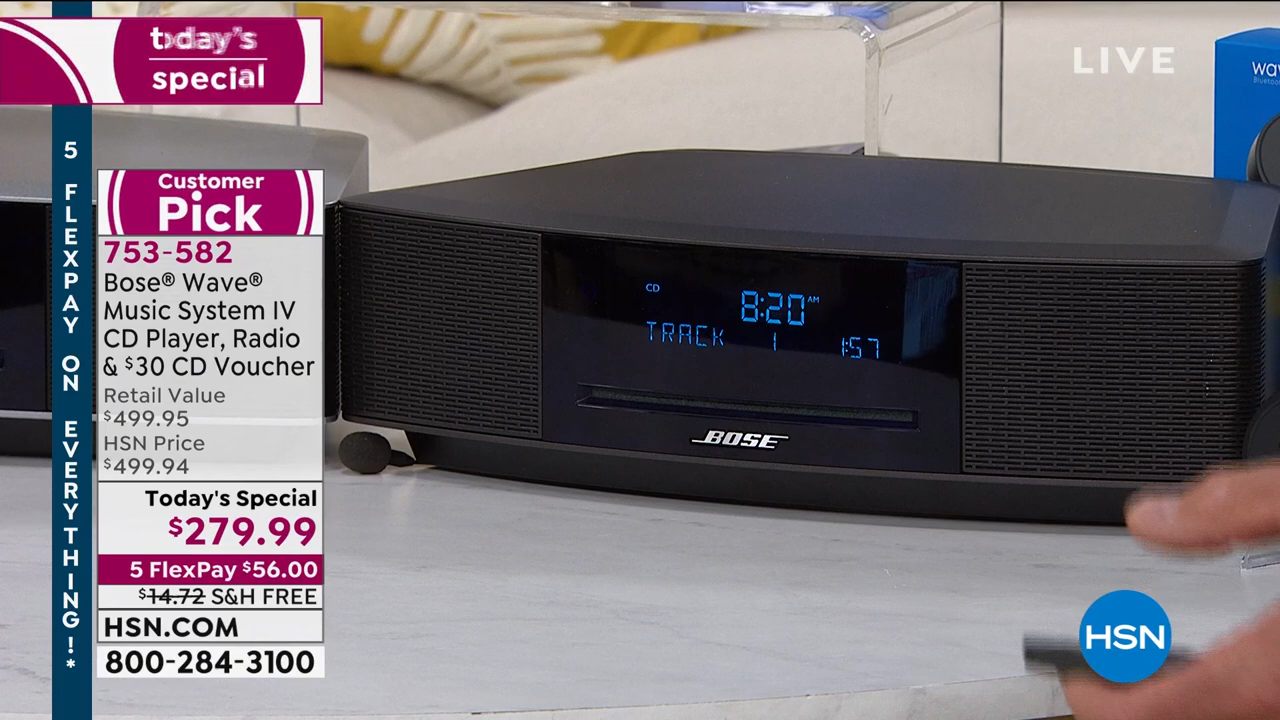 today's
special
LIVE
5 FLEXPAY ON EVERYTHING!*
Customer
Pick
753-582
Bose® Wave®
Music System IV
CD Player, Radio
& $30 CD Voucher
Retail Value
$499.95
HSN Price
$499.94
Today's Special
$279.99
5 FlexPay $56.00
$14.72 S&H FREE
HSN.COM
800-284-3100
CD
8:20 AM
TRACK 1 1:57
BOSE
HSN